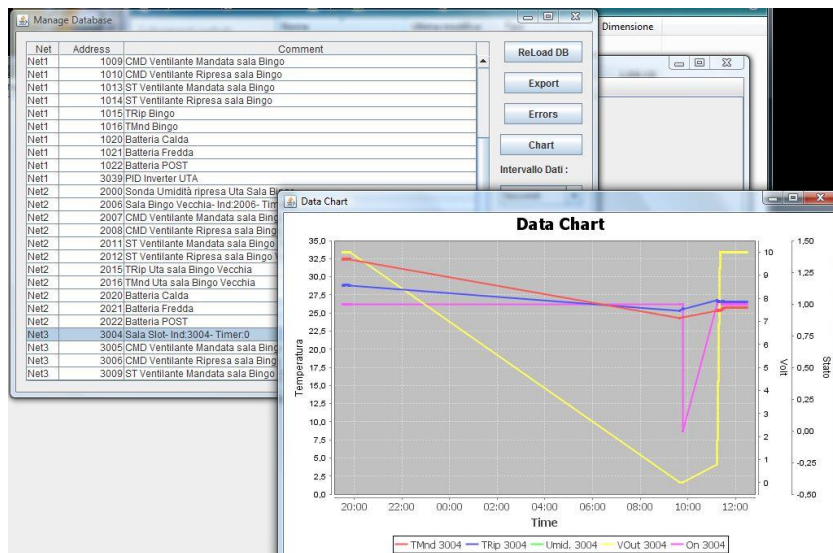 Manage Database
Dimensione
Net Address Comment
Net1 1009 CMD Ventilante Mandata sala Bingo
Net1 1010 CMD Ventilante Ripresa sala Bingo
Net1 1013 ST Ventilante Mandata sala Bingo
Net1 1014 ST Ventilante Ripresa sala Bingo
Net1 1015 TRip Bingo
Net1 1016 TMnd Bingo
Net1 1020 Batteria Calda
Net1 1021 Batteria Fredda
Net1 1022 Batteria POST
Net1 3039 PID Inverter UTA
Net2 2000 Sonda Umidità ripresa Uta Sala
Net2 2006 Sala Bingo Vecchia- Ind:2006-
Net2 2007 CMD Ventilante Mandata sala Bing
Net2 2008 CMD Ventilante Ripresa sala Bing
Net2 2011 ST Ventilante Mandata sala Bing
Net2 2012 ST Ventilante Ripresa sala Bingo
Net2 2015 TRip Uta sala Bingo Vecchia
Net2 2016 TMnd Uta sala Bingo Vecchia
Net2 2020 Batteria Calda
Net2 2021 Batteria Fredda
Net2 2022 Batteria POST
Net3 3004 Sala Slot- Ind:3004- Timer:0
Net3 3005 CMD Ventilante Mandata sala Bing
Net3 3006 CMD Ventilante Ripresa sala Bing
Net3 3009 ST Ventilante Mandata sala Bingo
ReLoad DB
Export
Errors
Chart
Intervallo Dati :
Data Chart
Data Chart
Temperatura
35,0
32,5
30,0
27,5
25,0
22,5
20,0
17,5
15,0
12,5
10,0
7,5
5,0
2,5
0,0
10
9
8
7
6
5
4
3
2
1
0
Volt
1,50
1,25
1,00
0,75
0,50
0,25
0,00
-0,25
-0,50
Stato
20:00 22:00 00:00 02:00 04:00 06:00 08:00 10:00 12:00
Time
TMnd 3004 TRip 3004 Umid. 3004 VOut 3004 On 3004